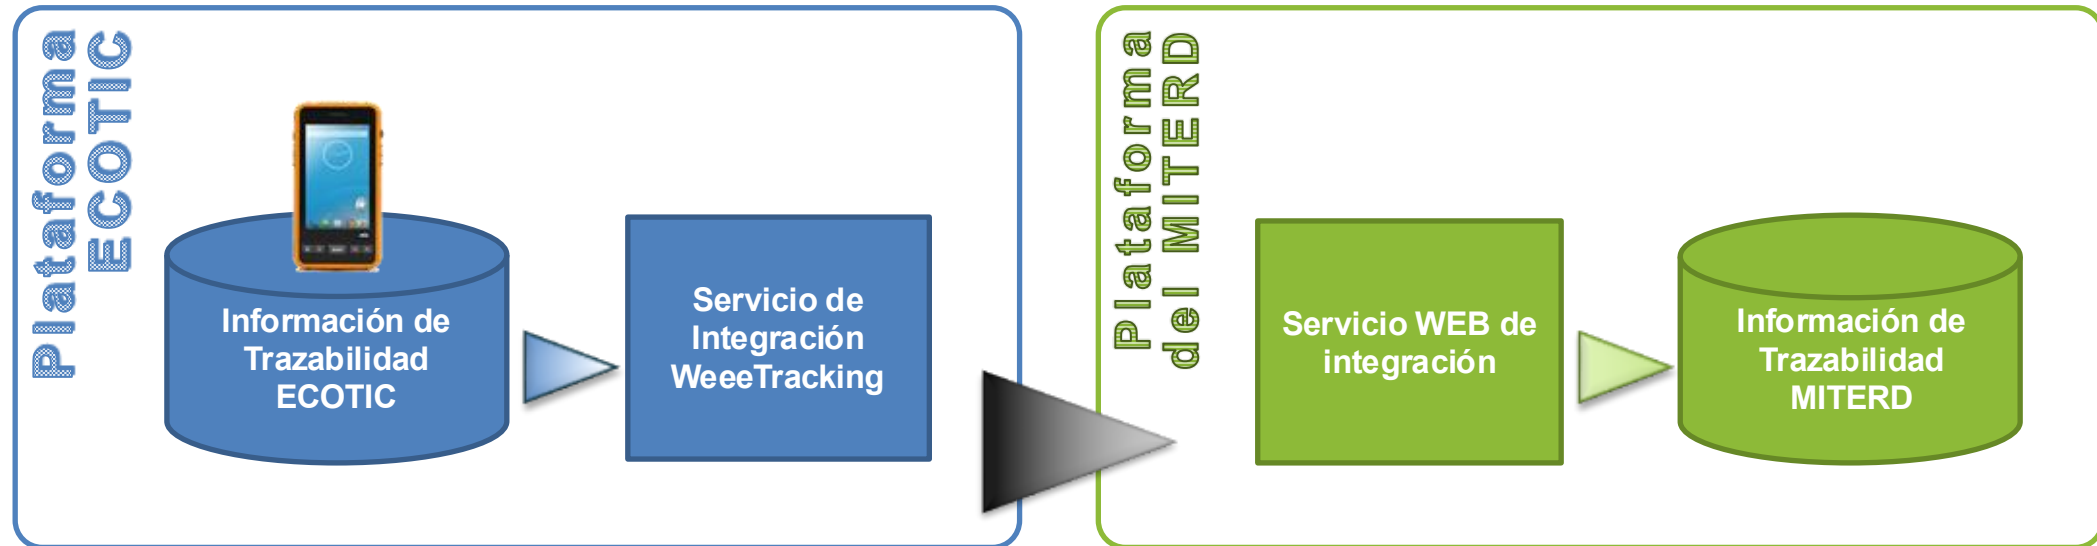 Plataforma
ECOTIC
Información de
Trazabilidad
ECOTIC
Servicio de
Integración
WeeeTracking
Plataforma
del MITERD
Servicio WEB de
integración
Información de
Trazabilidad
MITERD